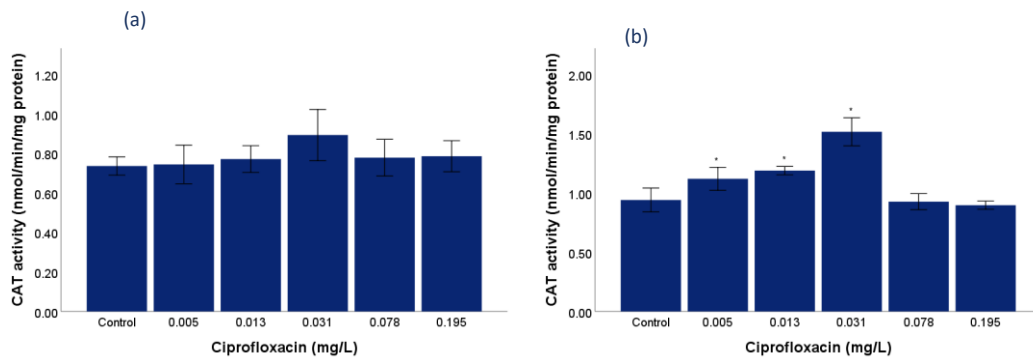 (a)
CAT activity (nmol/min/mg protein)
1.20
1.00
0.80
0.60
0.40
0.20
0.00
Control 0.005 0.013 0.031 0.078 0.195
Ciprofloxacin (mg/L)
(b)
CAT activity (nmol/min/mg protein)
2.00
1.50
1.00
0.50
0.00
* * *
Control 0.005 0.013 0.031 0.078 0.195
Ciprofloxacin (mg/L)